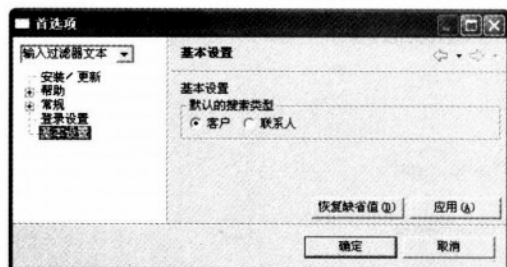 首选项
输入过滤器文本
安装／更新
帮助
常规
登录设置
基本设置
基本设置
基本设置
默认的搜索类型
客户 联系人
恢复缺省值(D) 应用(A)
确定 取消